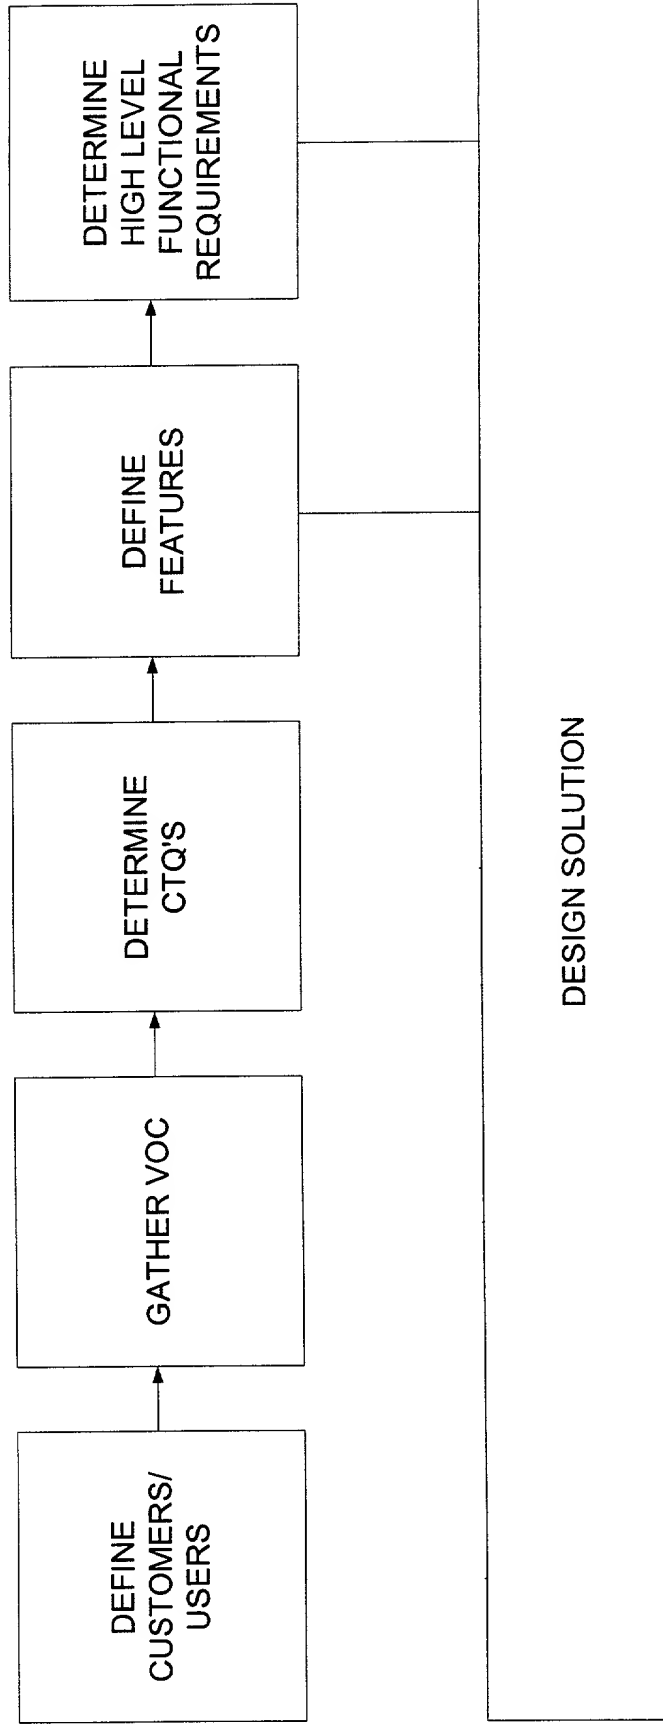 DEFINE
CUSTOMERS/
USERS
GATHER VOC
DETERMINE
CTQ'S
DEFINE
FEATURES
DETERMINE
HIGH LEVEL
FUNCTIONAL
REQUIREMENTS
DESIGN SOLUTION